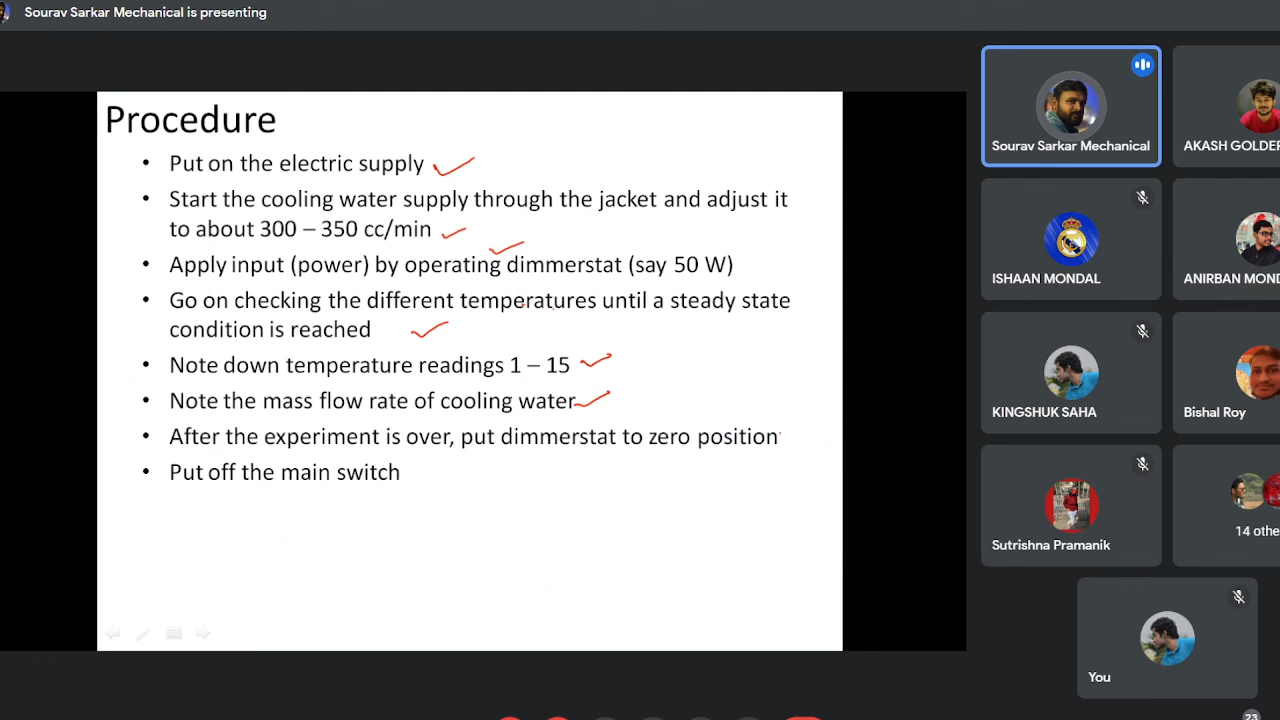 Sourav Sarkar Mechanical is presenting
Procedure
• Put on the electric supply
• Start the cooling water supply through the jacket and adjust it
to about 300 – 350 cc/min
• Apply input (power) by operating dimmerstat (say 50 W)
• Go on checking the different temperatures until a steady state
condition is reached
• Note down temperature readings 1 – 15
• Note the mass flow rate of cooling water
• After the experiment is over, put dimmerstat to zero position
• Put off the main switch
Sourav Sarkar Mechanical
AKASH GOLDER
ISHAAN MONDAL
ANIRBAN MOND
KINGSHUK SAHA
Bishal Roy
Sutrishna Pramanik
14 othe
You
23